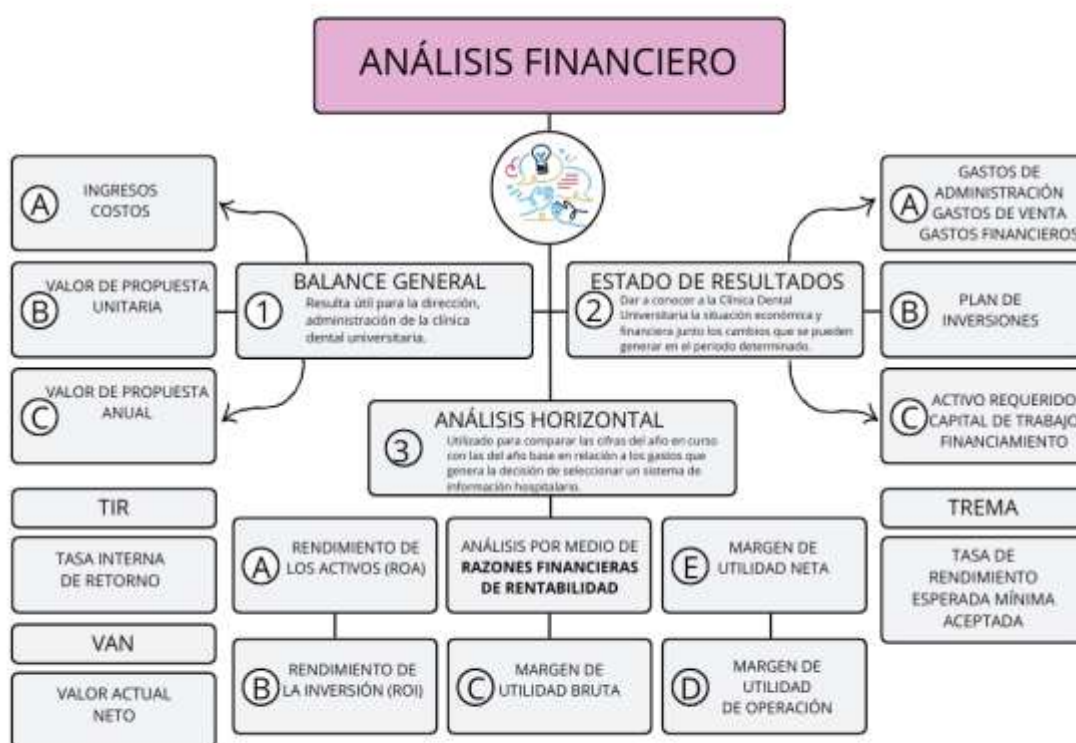 ANÁLISIS FINANCIERO
A
INGRESOS
COSTOS
B
VALOR DE PROPUESTA
UNITARIA
C
VALOR DE PROPUESTA
ANUAL
1
BALANCE GENERAL
Resulta útil para la dirección,
administración de la clínica
dental universitaria.
2
ESTADO DE RESULTADOS
Dar a conocer a la Clínica Dental
Universitaria la situación económica y
financiera junto los cambios que se pueden
generar en el periodo determinado.
A
GASTOS DE
ADMINISTRACIÓN
GASTOS DE VENTA
GASTOS FINANCIEROS
B
PLAN DE
INVERSIONES
C
ACTIVO REQUERIDO
CAPITAL DE TRABAJO
FINANCIAMIENTO
3
ANÁLISIS HORIZONTAL
Utilizado para comparar las cifras del año en curso
con las del año base en relación a los gastos que
genera la decisión de seleccionar un sistema de
información hospitalario.
TIR
TASA INTERNA
DE RETORNO
VAN
VALOR ACTUAL
NETO
A
RENDIMIENTO DE
LOS ACTIVOS (ROA)
ANÁLISIS POR MEDIO DE
RAZONES FINANCIERAS
DE RENTABILIDAD
E
MARGEN DE
UTILIDAD NETA
B
RENDIMIENTO DE
LA INVERSIÓN (ROI)
C
MARGEN DE
UTILIDAD BRUTA
D
MARGEN DE
UTILIDAD
DE OPERACIÓN
TREMA
TASA DE
RENDIMIENTO
ESPERADA MÍNIMA
ACEPTADA